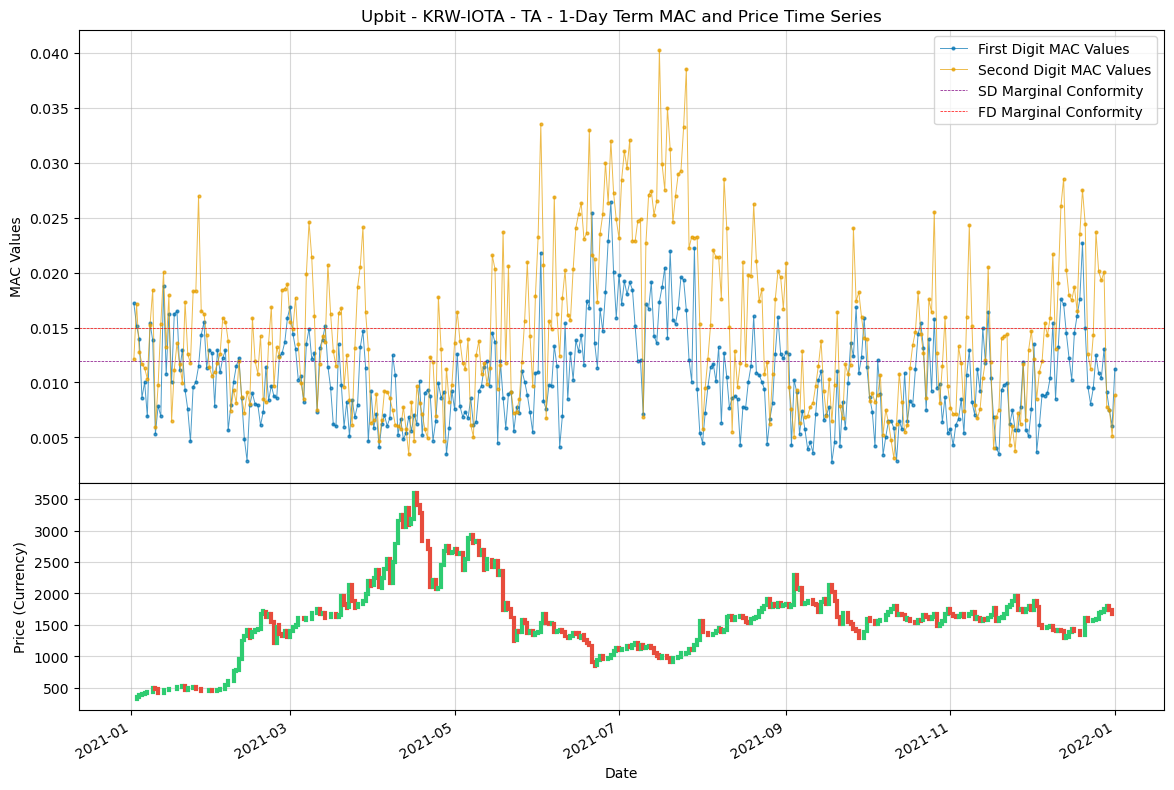 Upbit - KRW-IOTA - TA - 1-Day Term MAC and Price Time Series
First Digit MAC Values
Second Digit MAC Values
SD Marginal Conformity
FD Marginal Conformity
MAC Values
0.040
0.035
0.030
0.025
0.020
0.015
0.010
0.005
Price (Currency)
3500
3000
2500
2000
1500
1000
500
2021-01
2021-03
2021-05
2021-07
2021-09
2021-11
2022-01
Date